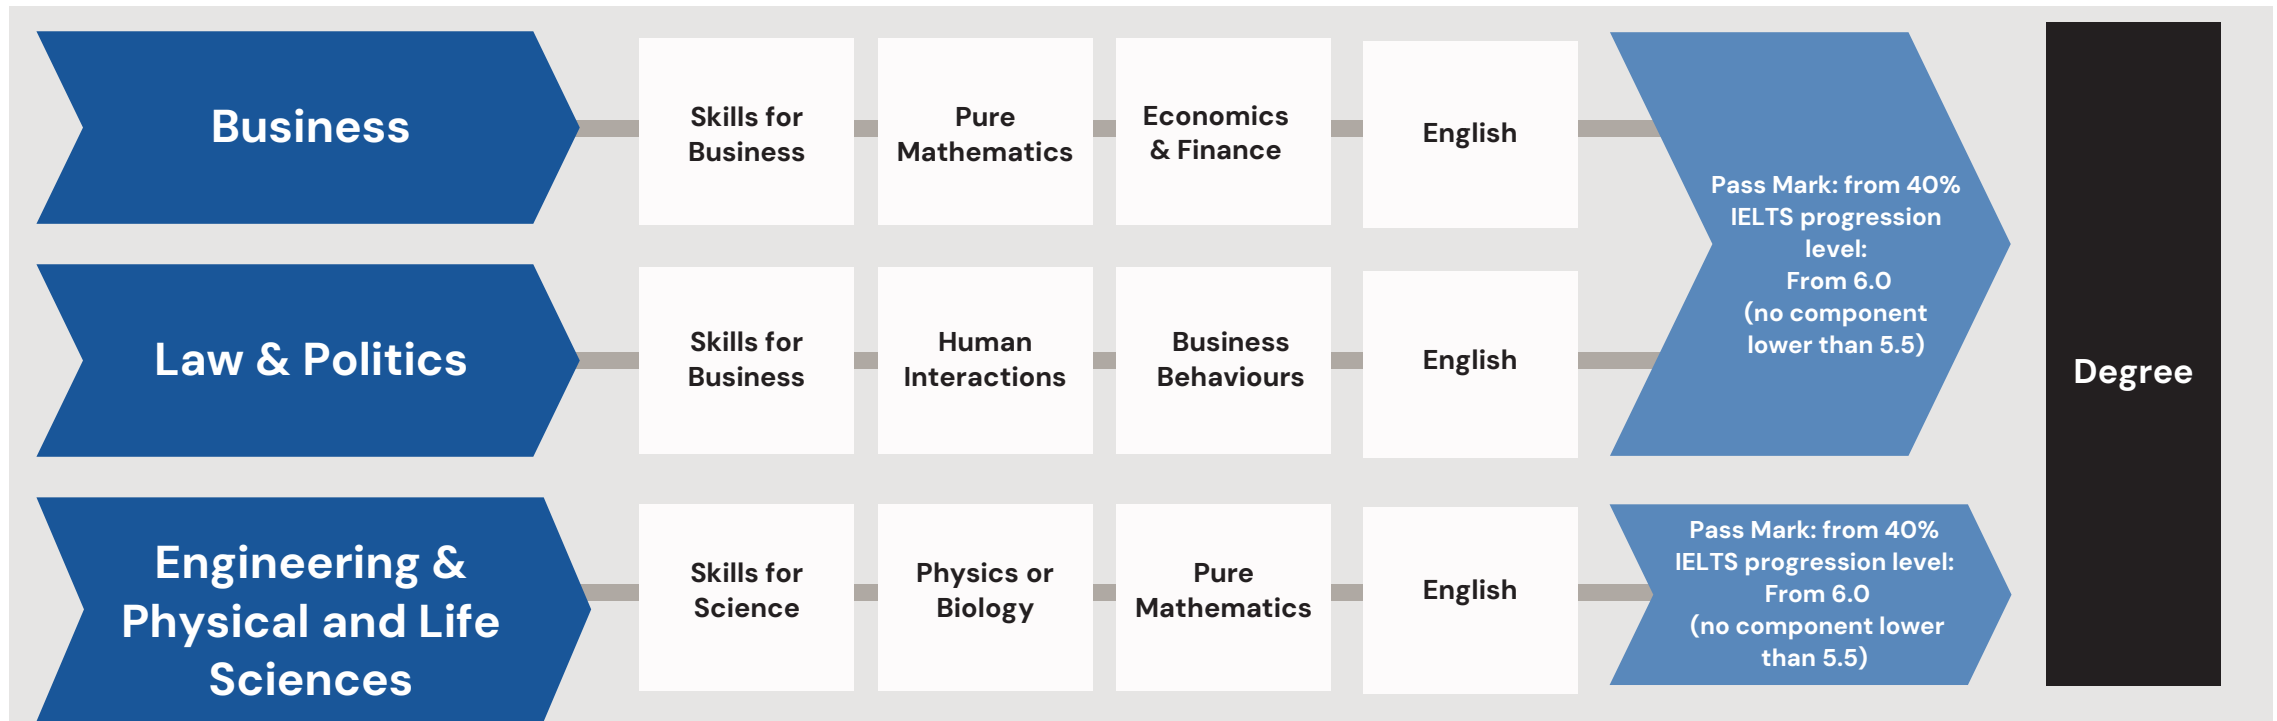 Business
Skills for
Business
Pure
Mathematics
Economics
& Finance
English
Pass Mark: from 40%
IELTS progression
level:
From 6.0
(no component
lower than 5.5)
Law & Politics
Skills for
Business
Human
Interactions
Business
Behaviours
English
Degree
Engineering &
Physical and Life
Sciences
Skills for
Science
Physics or
Biology
Pure
Mathematics
English
Pass Mark: from 40%
IELTS progression level:
From 6.0
(no component lower
than 5.5)